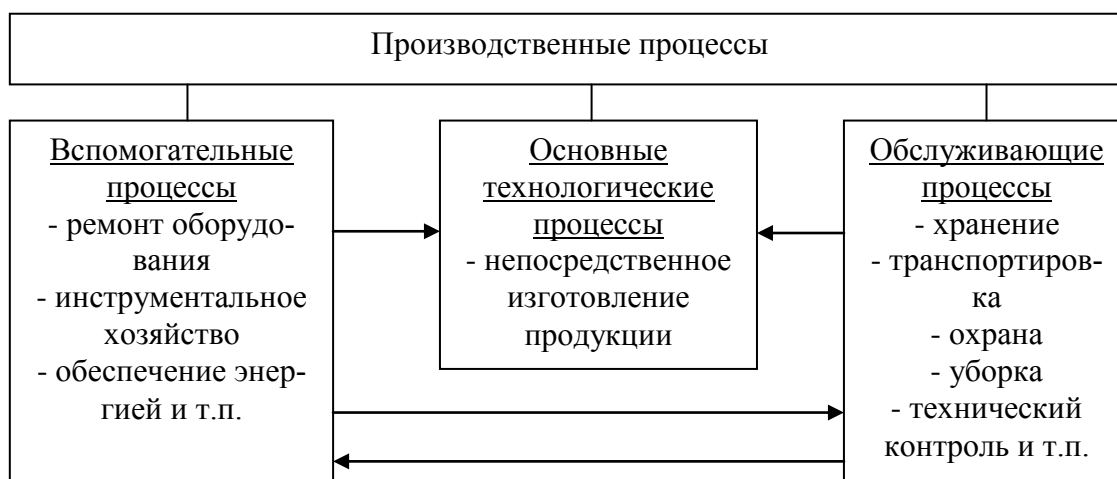 Производственные процессы
Вспомогательные
процессы
- ремонт оборудо-
вания
- инструментальное
хозяйство
- обеспечение энер-
гией и т.п.
Основные
технологические
процессы
- непосредственное
изготовление
продукции
Обслуживающие
процессы
- хранение
- транспортиров-
ка
- охрана
- уборка
- технический
контроль и т.п.